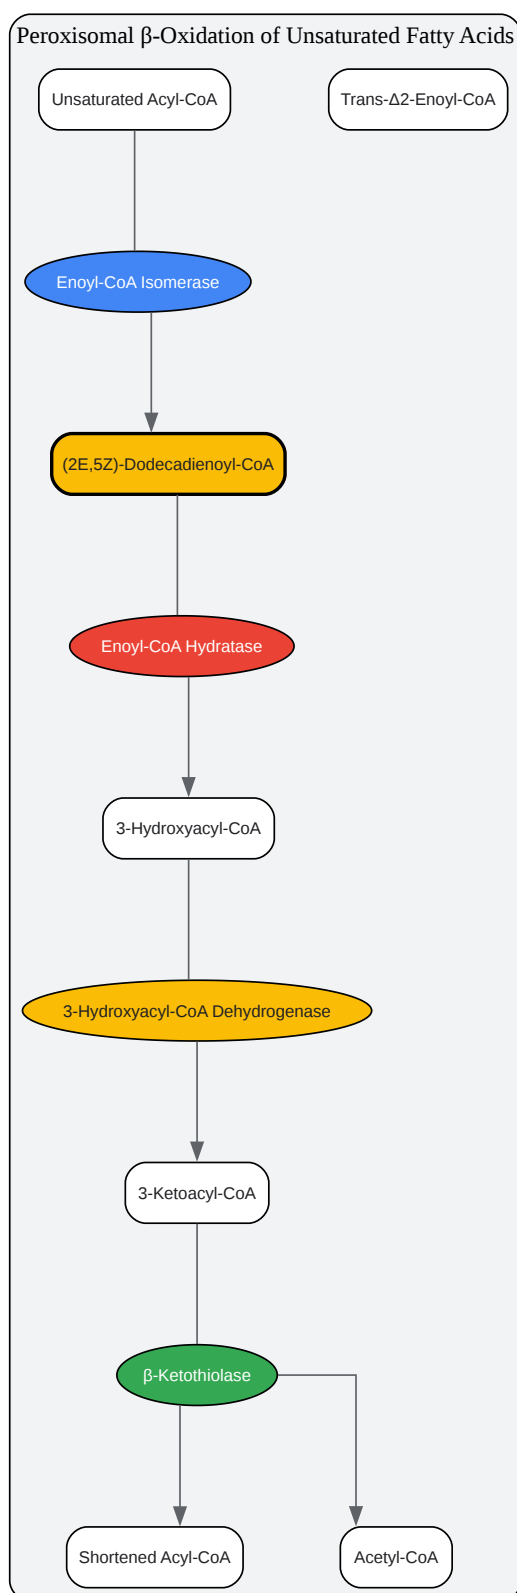 Peroxisomal β-Oxidation of Unsaturated Fatty Acids
Unsaturated Acyl-CoA
Trans-Δ2-Enoyl-CoA
Enoyl-CoA Isomerase
(2E,5Z)-Dodecadienoyl-CoA
Enoyl-CoA Hydratase
3-Hydroxyacyl-CoA
3-Hydroxyacyl-CoA Dehydrogenase
3-Ketoacyl-CoA
β-Ketothiolase
Shortened Acyl-CoA
Acetyl-CoA